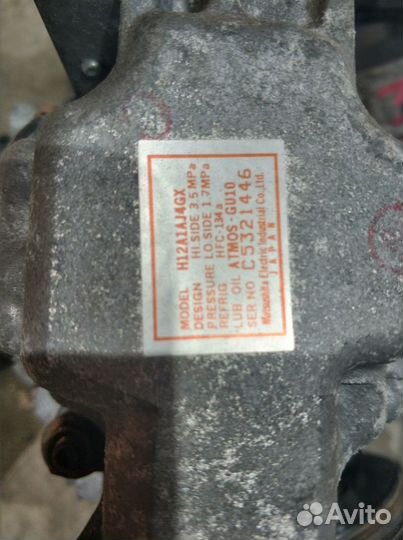 MODEL H12A1AJ4GX
DESIGN HI.SIDE 3.5MPa
PRESSURE LO.SIDE 1.7MPa
REFRIG. HFC-134a
LUB. OIL ATMOS-GU10
SER.NO C5321446
Matsushita Electric Industrial Co.,Ltd.
JAPAN
Avito